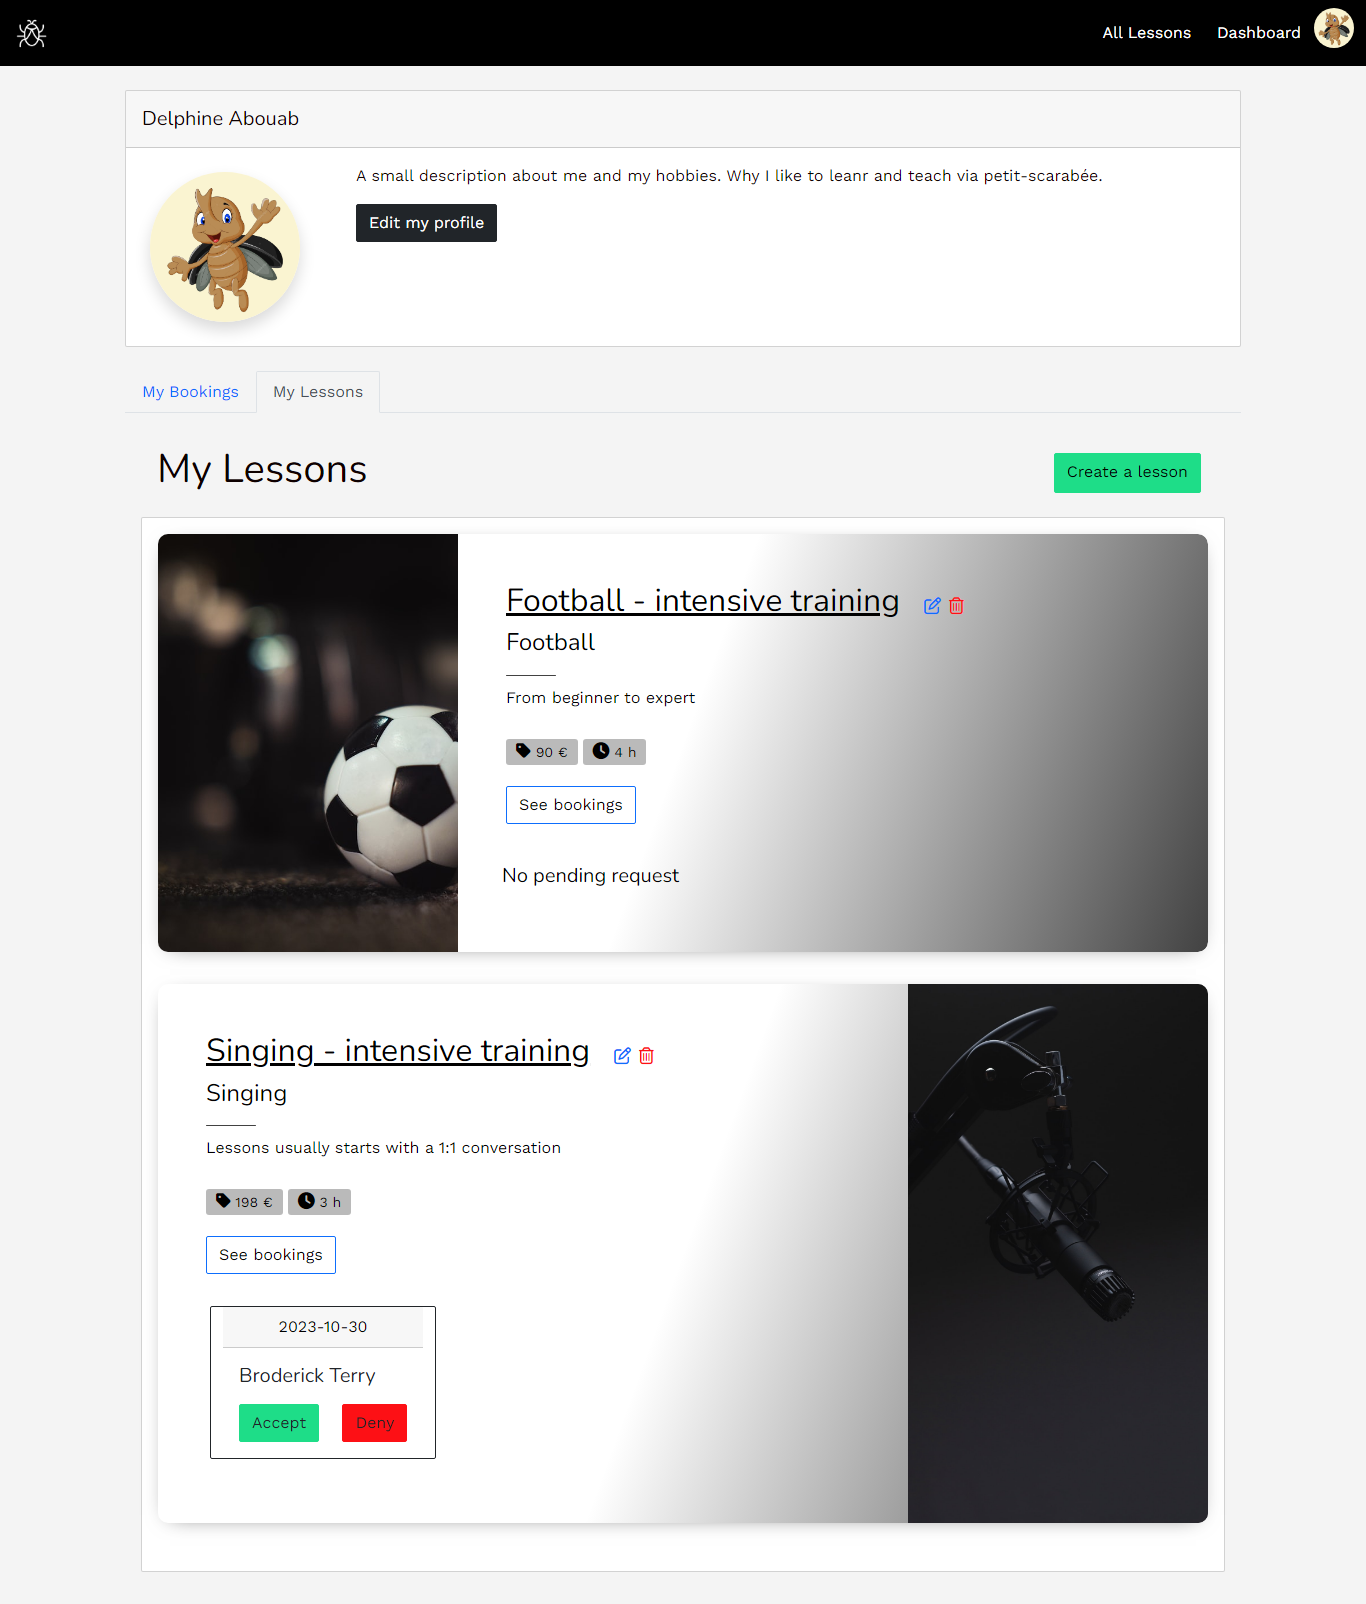 All Lessons
Dashboard
Delphine Abouab
A small description about me and my hobbies. Why I like to leanr and teach via petit-scarabée.
Edit my profile
My Bookings
My Lessons
My Lessons
Create a lesson
Football - intensive training
Football
From beginner to expert
90 €
4 h
See bookings
No pending request
Singing - intensive training
Singing
Lessons usually starts with a 1:1 conversation
198 €
3 h
See bookings
2023-10-30
Broderick Terry
Accept
Deny